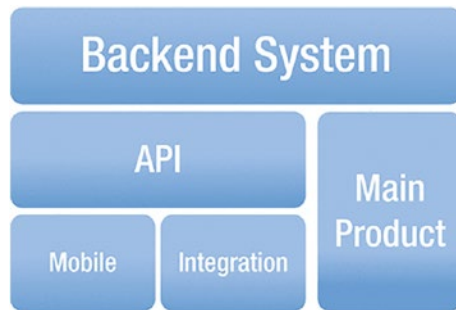 Backend System
API
Main
Product
Mobile
Integration